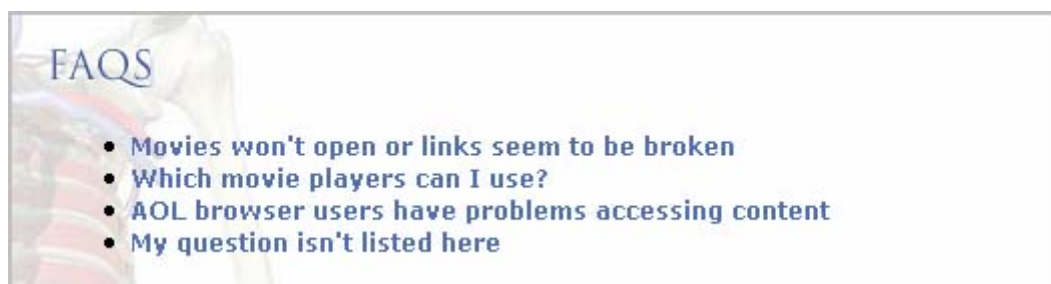 FAQS
Movies won't open or links seem to be broken
Which movie players can I use?
AOL browser users have problems accessing content
My question isn't listed here